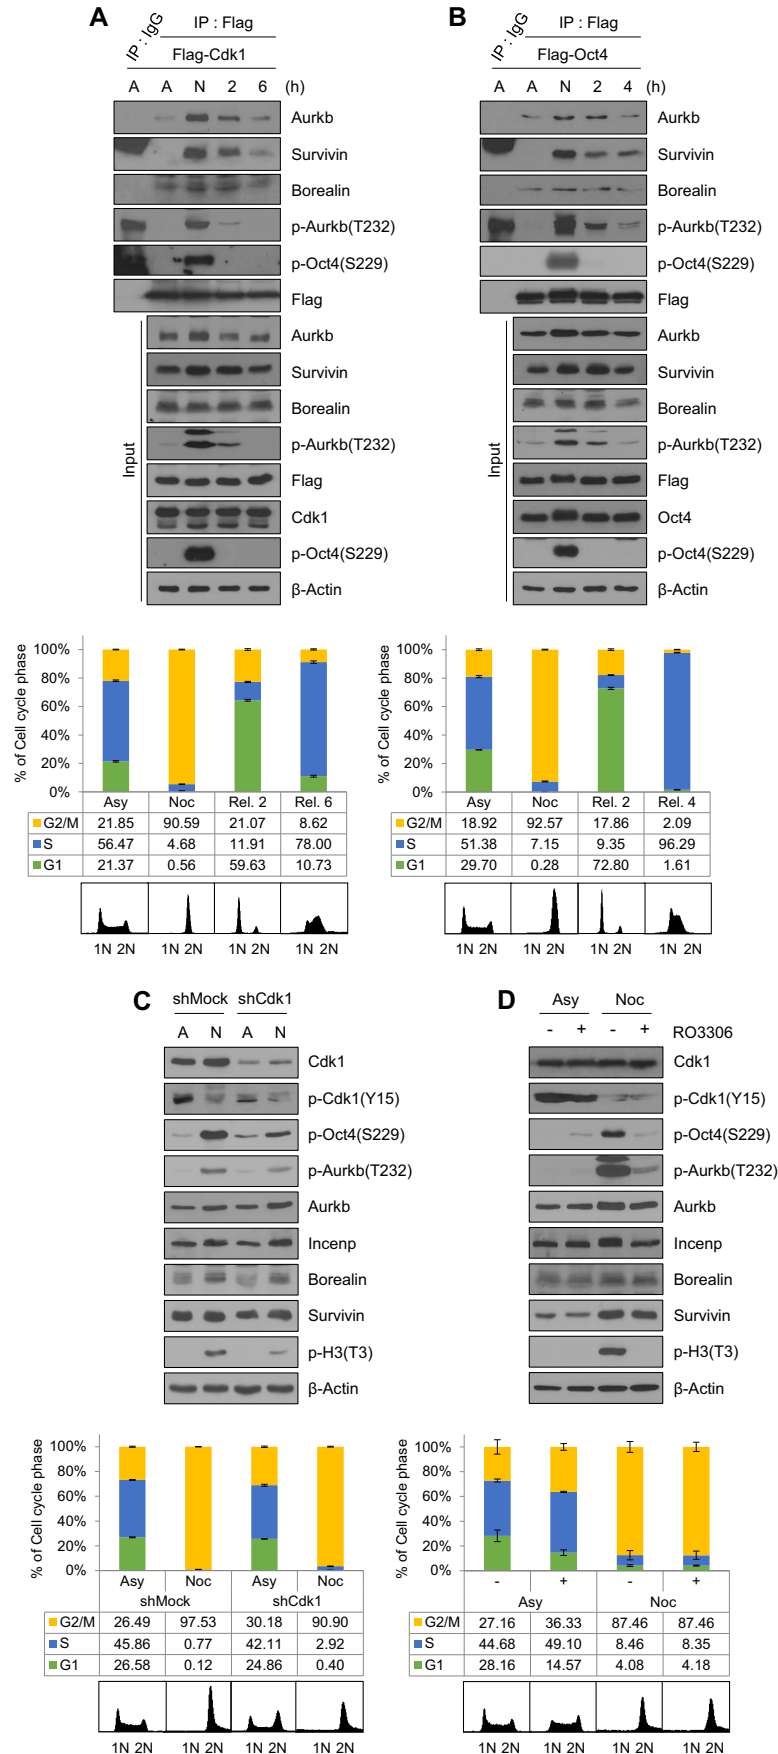 A
IP : IgG
IP : Flag
Flag-Cdk1
A A N 2 6 (h)
Aurkb
Survivin
Borealin
p-Aurkb(T232)
p-Oct4(S229)
Flag
Input
Aurkb
Survivin
Borealin
p-Aurkb(T232)
Flag
Cdk1
p-Oct4(S229)
β-Actin
% of Cell cycle phase
100%
80%
60%
40%
20%
0%
Asy Noc Rel. 2 Rel. 6
G2/M 21.85 90.59 21.07 8.62
S 56.47 4.68 11.91 78.00
G1 21.37 0.56 59.63 10.73
1N 2N 1N 2N 1N 2N 1N 2N
B
IP : IgG
IP : Flag
Flag-Oct4
A A N 2 4 (h)
Aurkb
Survivin
Borealin
p-Aurkb(T232)
p-Oct4(S229)
Flag
Input
Aurkb
Survivin
Borealin
p-Aurkb(T232)
Flag
Oct4
p-Oct4(S229)
β-Actin
% of Cell cycle phase
100%
80%
60%
40%
20%
0%
Asy Noc Rel. 2 Rel. 4
G2/M 18.92 92.57 17.86 2.09
S 51.38 7.15 9.35 96.29
G1 29.70 0.28 72.80 1.61
1N 2N 1N 2N 1N 2N 1N 2N
C
shMock shCdk1
A N A N
Cdk1
p-Cdk1(Y15)
p-Oct4(S229)
p-Aurkb(T232)
Aurkb
Incenp
Borealin
Survivin
p-H3(T3)
β-Actin
% of Cell cycle phase
100%
80%
60%
40%
20%
0%
Asy Noc Asy Noc
shMock shCdk1
G2/M 26.49 97.53 30.18 90.90
S 45.86 0.77 42.11 2.92
G1 26.58 0.12 24.86 0.40
1N 2N 1N 2N 1N 2N 1N 2N
D
Asy Noc
- + - + RO3306
Cdk1
p-Cdk1(Y15)
p-Oct4(S229)
p-Aurkb(T232)
Aurkb
Incenp
Borealin
Survivin
p-H3(T3)
β-Actin
% of Cell cycle phase
100%
80%
60%
40%
20%
0%
- + - +
Asy Noc
G2/M 27.16 36.33 87.46 87.46
S 44.68 49.10 8.46 8.35
G1 28.16 14.57 4.08 4.18
1N 2N 1N 2N 1N 2N 1N 2N